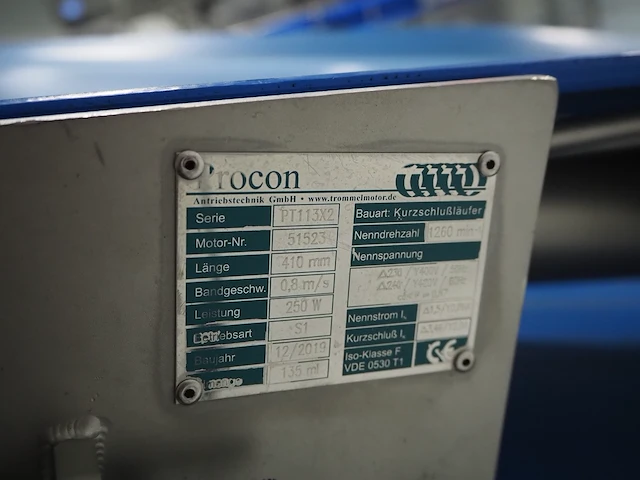 Procon
Antriebstechnik GmbH • www.trommelmotor.de
Serie PT113X2
Motor-Nr. 51523
Länge 410 mm
Bandgeschw. 0,8 m/s
Leistung 250 W
Betriebsart S1
Baujahr 12/2019
135 ml
Bauart: Kurzschlußläufer
Nenndrehzahl 1260 min
Nennspannung
Nennstrom I
Kurzschluß I
Iso-Klasse F
VDE 0530 T1
CE